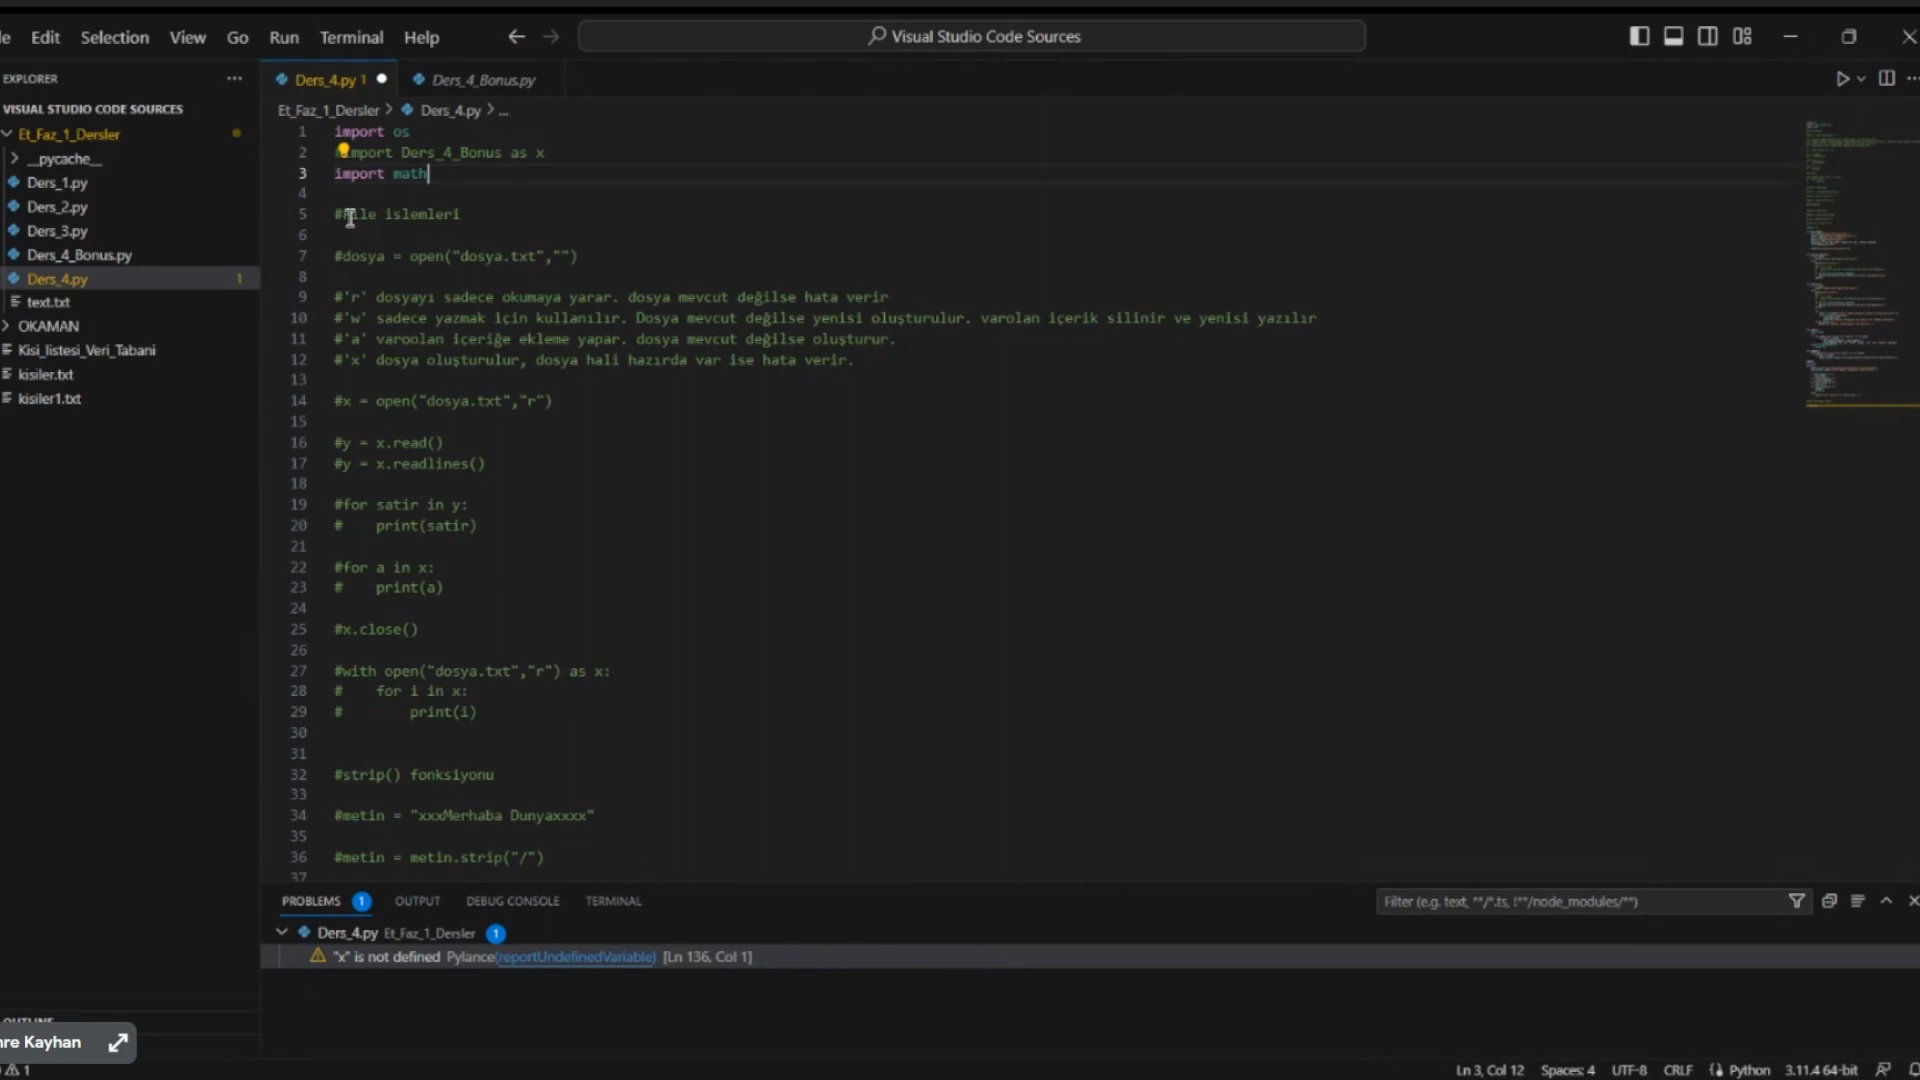 Edit Selection View Go Run Terminal Help Visual Studio Code Sources
EXPLORER
VISUAL STUDIO CODE SOURCES
Et_Faz_1_Dersler
__pycache__
Ders_1.py
Ders_2.py
Ders_3.py
Ders_4_Bonus.py
Ders_4.py 1
text.txt
OKAMAN
Kisi_listesi_Veri_Tabani
kisiler.txt
kisiler1.txt
Ders_4.py 1 Ders_4_Bonus.py
Et_Faz_1_Dersler > Ders_4.py > ...
1 import os
2 import Ders_4_Bonus as x
3 import math
4
5 #File islemleri
6
7 #dosya = open("dosya.txt","")
8
9 #'r' dosyayı sadece okumaya yarar. dosya mevcut değilse hata verir
10 #'w' sadece yazmak için kullanılır. Dosya mevcut değilse yenisi oluşturulur. varolan içerik silinir ve yenisi yazılır
11 #'a' varoolan içeriğe ekleme yapar. dosya mevcut değilse oluşturur.
12 #'x' dosya oluşturulur, dosya hali hazırda var ise hata verir.
13
14 #x = open("dosya.txt","r")
15
16 #y = x.read()
17 #y = x.readlines()
18
19 #for satir in y:
20 # print(satir)
21
22 #for a in x:
23 # print(a)
24
25 #x.close()
26
27 #with open("dosya.txt","r") as x:
28 # for i in x:
29 # print(i)
30
31
32 #strip() fonksiyonu
33
34 #metin = "xxxMerhaba Dunyaxxxx"
35
36 #metin = metin.strip("/")
37
PROBLEMS 1 OUTPUT DEBUG CONSOLE TERMINAL Filter (e.g. text, **/*.ts, !**/node_modules/**)
Ders_4.py Et_Faz_1_Dersler 1
"x" is not defined Pylance(reportUndefinedVariable) [Ln 136, Col 1]
OUTLINE
Kayhan
1 Ln 3, Col 12 Spaces: 4 UTF-8 CRLF Python 3.11.4 64-bit